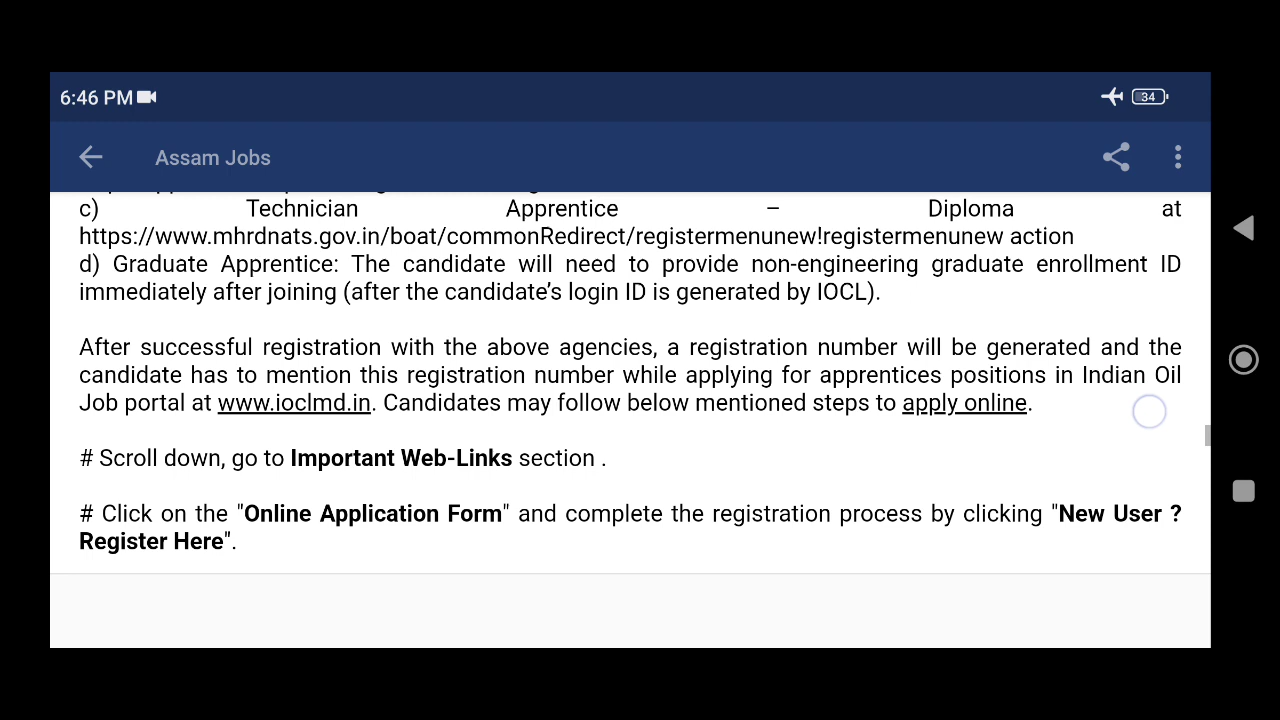 6:46 PM
34
Assam Jobs
c) Technician Apprentice – Diploma at
https://www.mhrdnats.gov.in/boat/commonRedirect/registermenunew!registermenunew action
d) Graduate Apprentice: The candidate will need to provide non-engineering graduate enrollment ID
immediately after joining (after the candidate’s login ID is generated by IOCL).
After successful registration with the above agencies, a registration number will be generated and the
candidate has to mention this registration number while applying for apprentices positions in Indian Oil
Job portal at www.ioclmd.in. Candidates may follow below mentioned steps to apply online.
# Scroll down, go to Important Web-Links section .
# Click on the "Online Application Form" and complete the registration process by clicking "New User ?
Register Here".